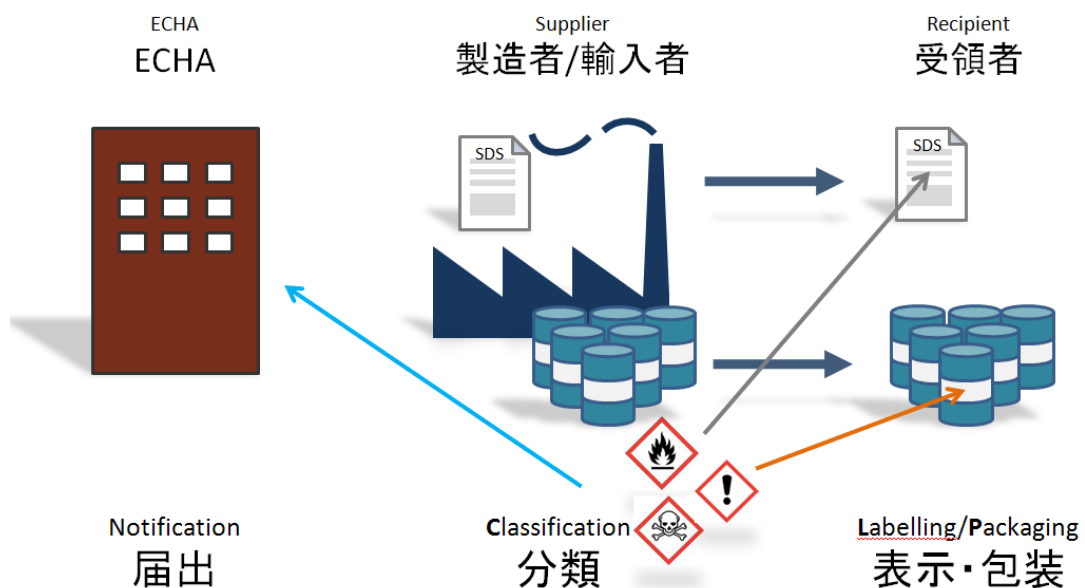 ECHA
ECHA
Supplier
製造者/輸入者
Recipient
受領者
SDS
SDS
Notification
届出
Classification
分類
Labelling/Packaging
表示・包装